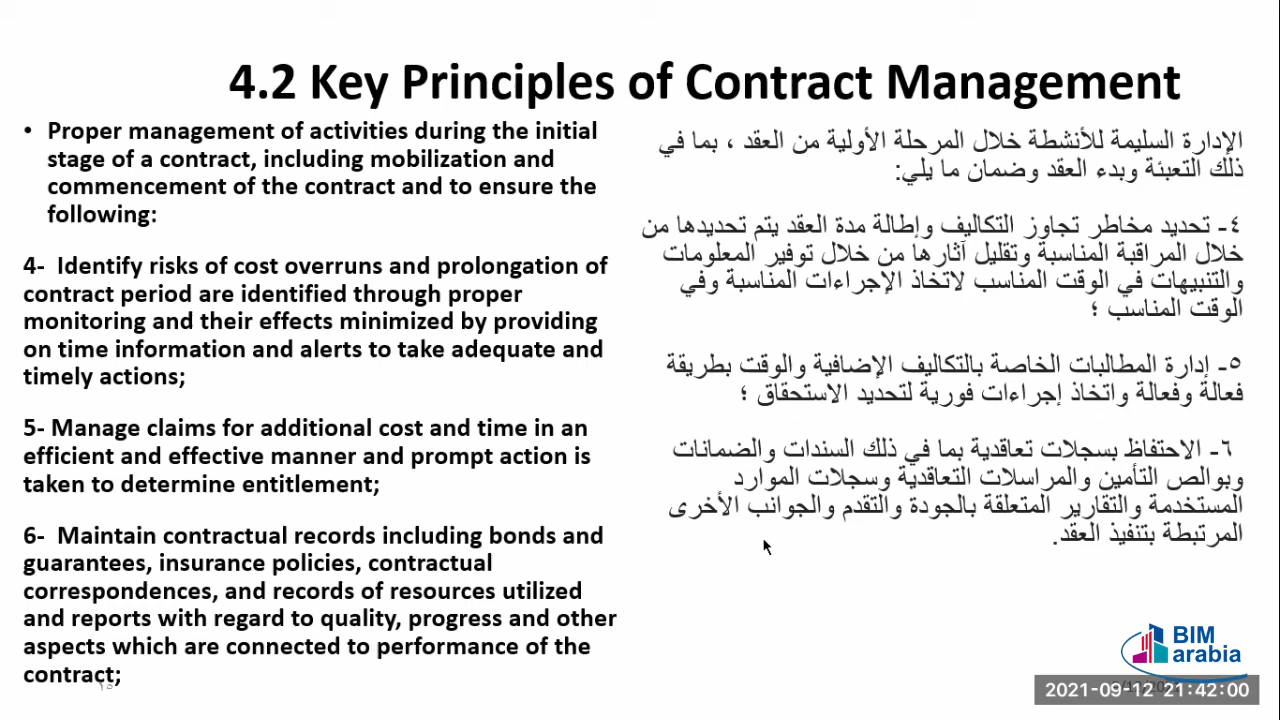 4.2 Key Principles of Contract Management
• Proper management of activities during the initial
stage of a contract, including mobilization and
commencement of the contract and to ensure the
following:
4- Identify risks of cost overruns and prolongation of
contract period are identified through proper
monitoring and their effects minimized by providing
on time information and alerts to take adequate and
timely actions;
5- Manage claims for additional cost and time in an
efficient and effective manner and prompt action is
taken to determine entitlement;
6- Maintain contractual records including bonds and
guarantees, insurance policies, contractual
correspondences, and records of resources utilized
and reports with regard to quality, progress and other
aspects which are connected to performance of the
contract;
الإدارة السليمة للأنشطة خلال المرحلة الأولية من العقد ، بما في
ذلك التعبئة وبدء العقد وضمان ما يلي:
٤- تحديد مخاطر تجاوز التكاليف وإطالة مدة العقد يتم تحديدها من
خلال المراقبة المناسبة وتقليل آثارها من خلال توفير المعلومات
والتنبيهات في الوقت المناسب لاتخاذ الإجراءات المناسبة وفي
الوقت المناسب ؛
٥- إدارة المطالبات الخاصة بالتكاليف الإضافية والوقت بطريقة
فعالة وفعالة واتخاذ إجراءات فورية لتحديد الاستحقاق ؛
٦- الاحتفاظ بسجلات تعاقدية بما في ذلك السندات والضمانات
وبوالص التأمين والمراسلات التعاقدية وسجلات الموارد
المستخدمة والتقارير المتعلقة بالجودة والتقدم والجوانب الأخرى
المرتبطة بتنفيذ العقد.
١٥
BIM
arabia
2021-09-12 21:42:00